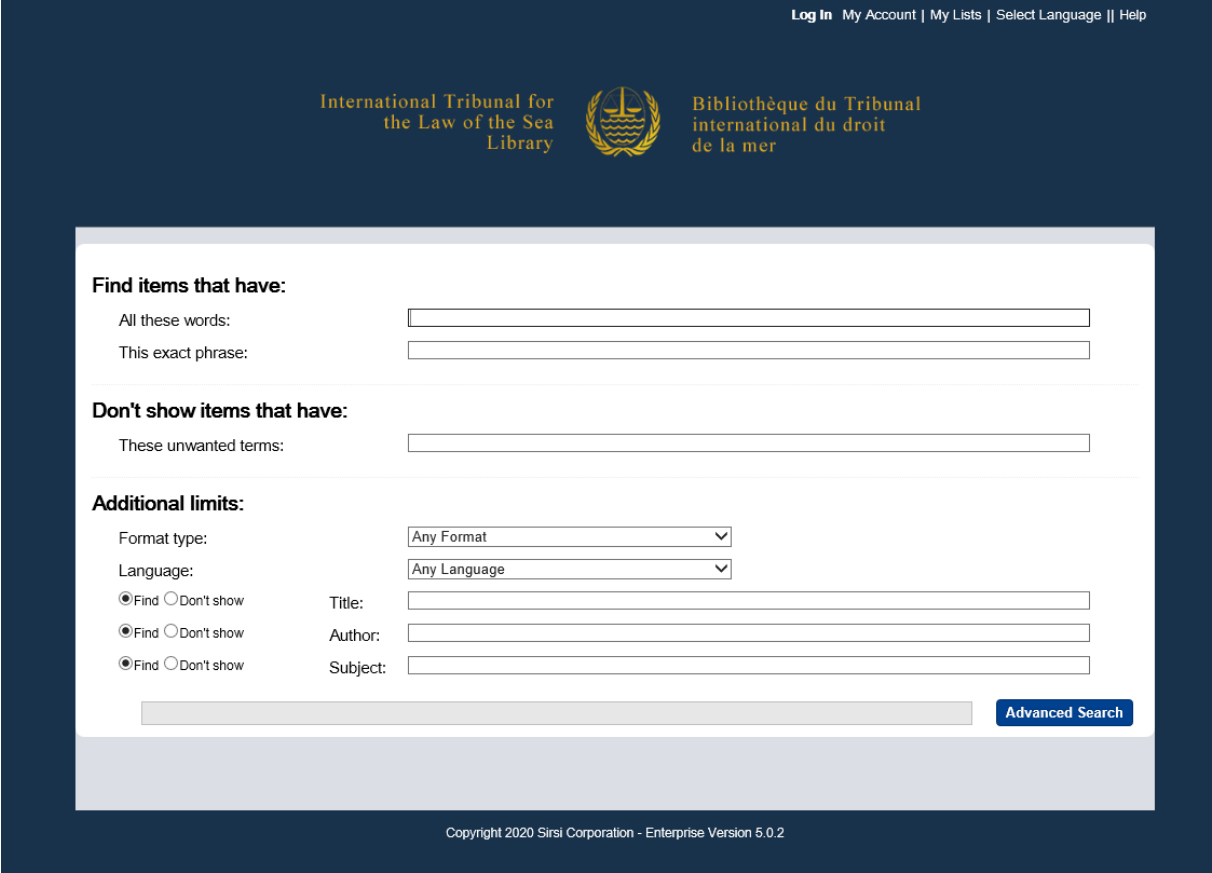 Log In My Account | My Lists | Select Language || Help
International Tribunal for
the Law of the Sea
Library
Bibliothèque du Tribunal
international du droit
de la mer
Find items that have:
All these words:
This exact phrase:
Don't show items that have:
These unwanted terms:
Additional limits:
Format type: Any Format
Language: Any Language
Find Don't show Title:
Find Don't show Author:
Find Don't show Subject:
Advanced Search
Copyright 2020 Sirsi Corporation - Enterprise Version 5.0.2